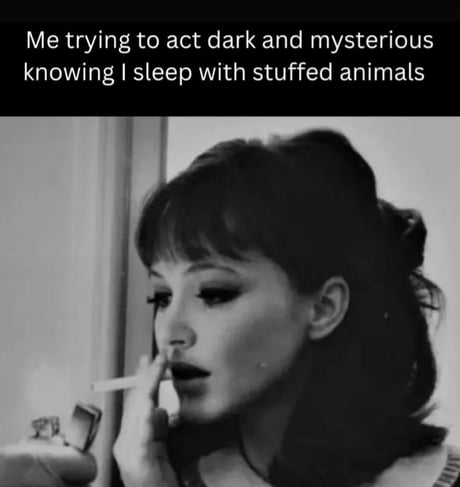 Me trying to act dark and mysterious
knowing I sleep with stuffed animals